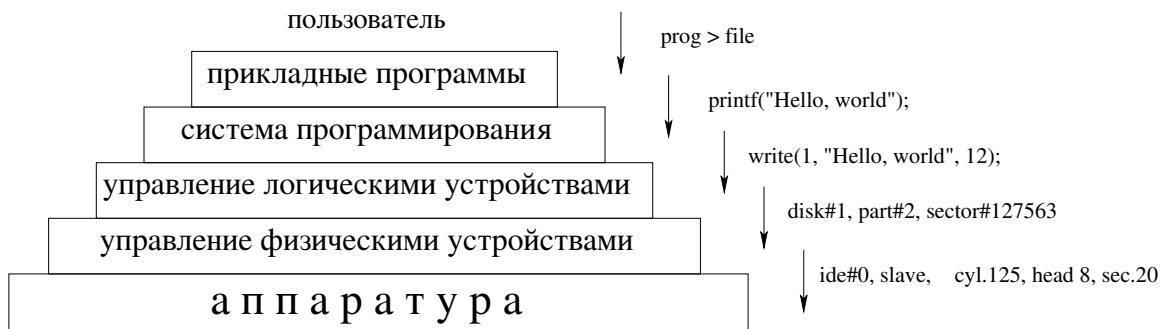 пользователь
prog > file
прикладные программы
printf("Hello, world");
система программирования
write(1, "Hello, world", 12);
управление логическими устройствами
disk#1, part#2, sector#127563
управление физическими устройствами
ide#0, slave, cyl.125, head 8, sec.20
а п п а р а т у р а